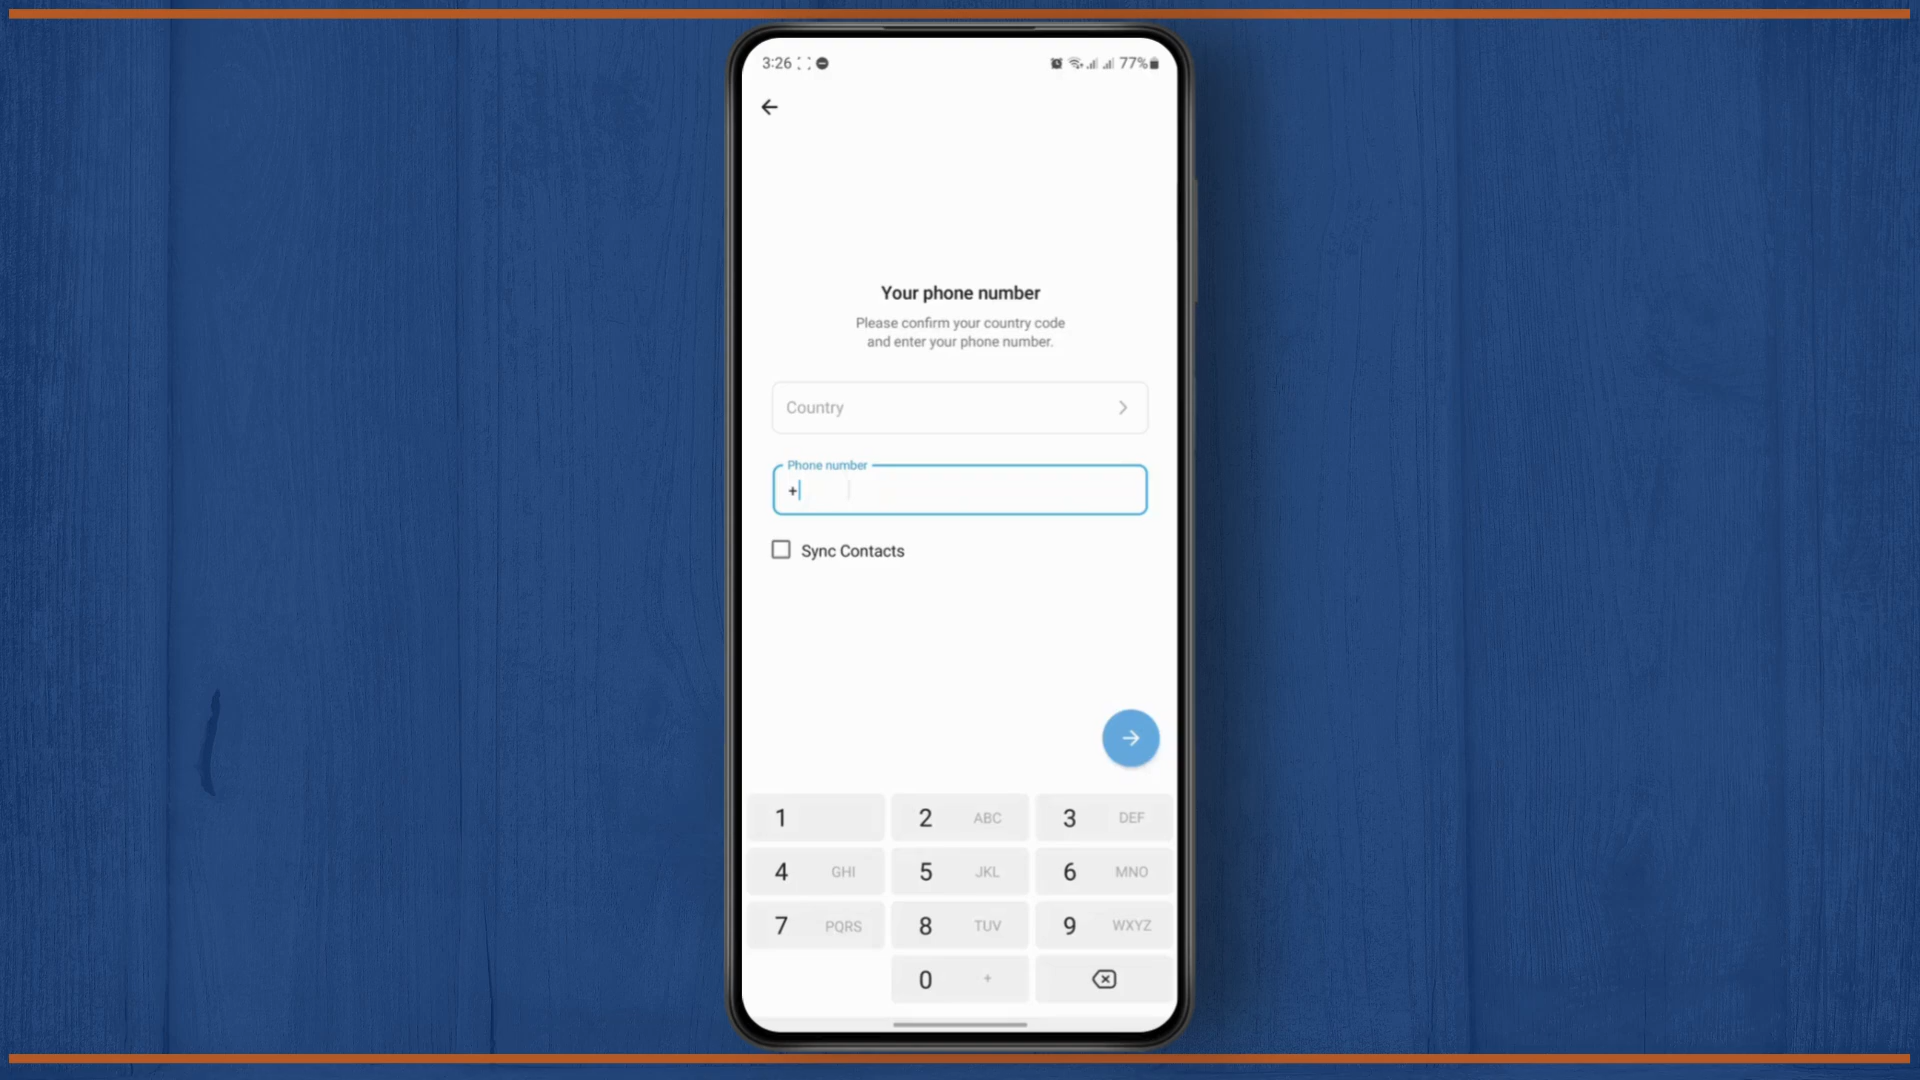 3:26 77%
Your phone number
Please confirm your country code
and enter your phone number.
Country
Phone number
+
Sync Contacts
1 2 ABC 3 DEF
4 GHI 5 JKL 6 MNO
7 PQRS 8 TUV 9 WXYZ
0 +